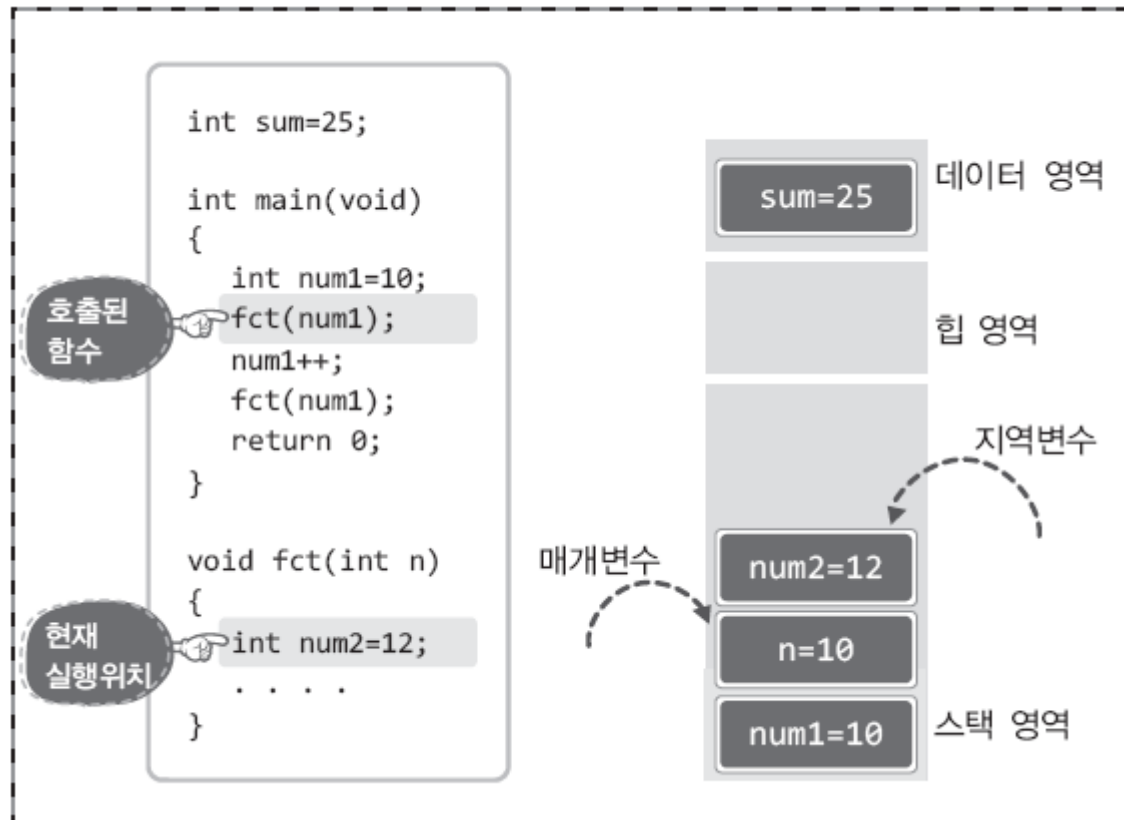 int sum=25;
int main(void)
{
int num1=10;
fct(num1);
num1++;
fct(num1);
return 0;
}
void fct(int n)
{
int num2=12;
. . . .
}
호출된
함수
현재
실행위치
sum=25
데이터 영역
힙 영역
지역변수
매개변수
num2=12
n=10
num1=10
스택 영역